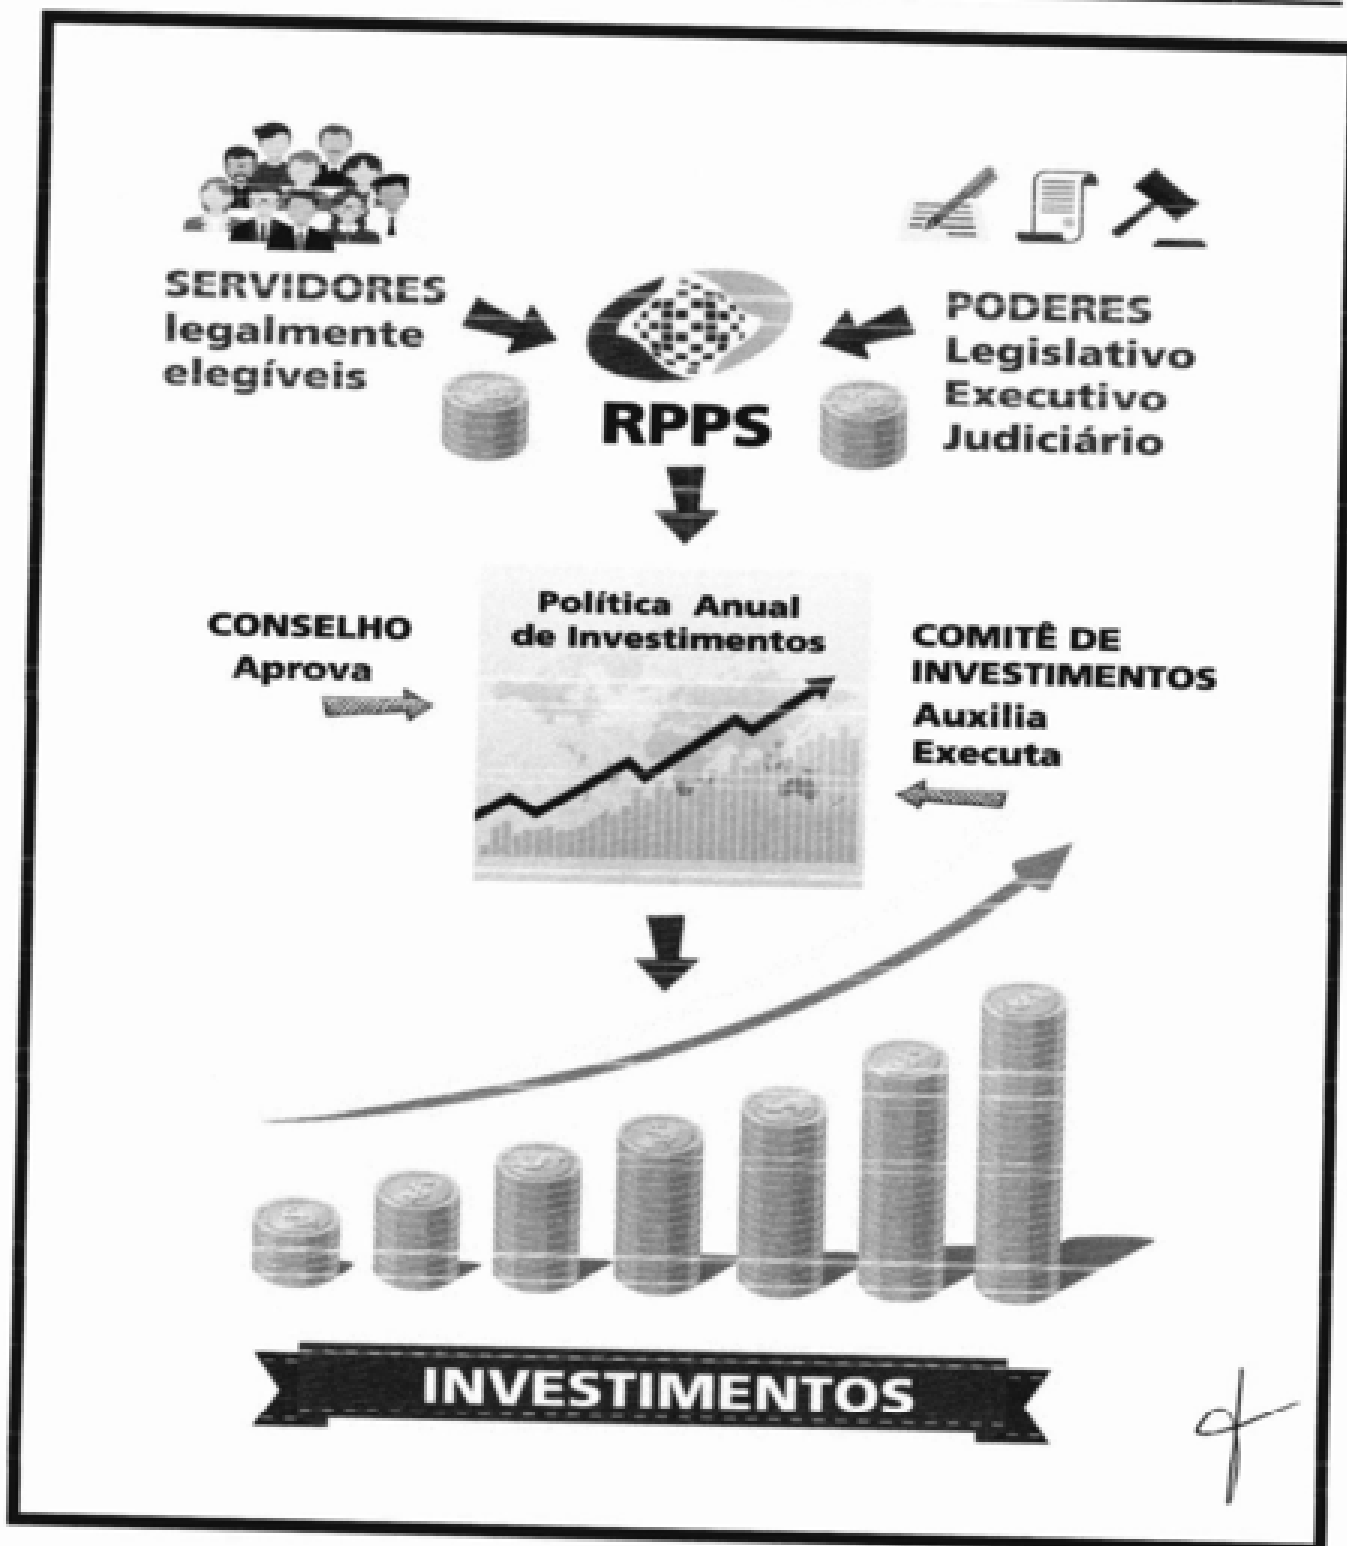 SERVIDORES
legalmente
elegíveis
RPPS
PODERES
Legislativo
Executivo
Judiciário
CONSELHO
Aprova
Política Anual
de Investimentos
COMITÊ DE
INVESTIMENTOS
Auxilia
Executa
INVESTIMENTOS